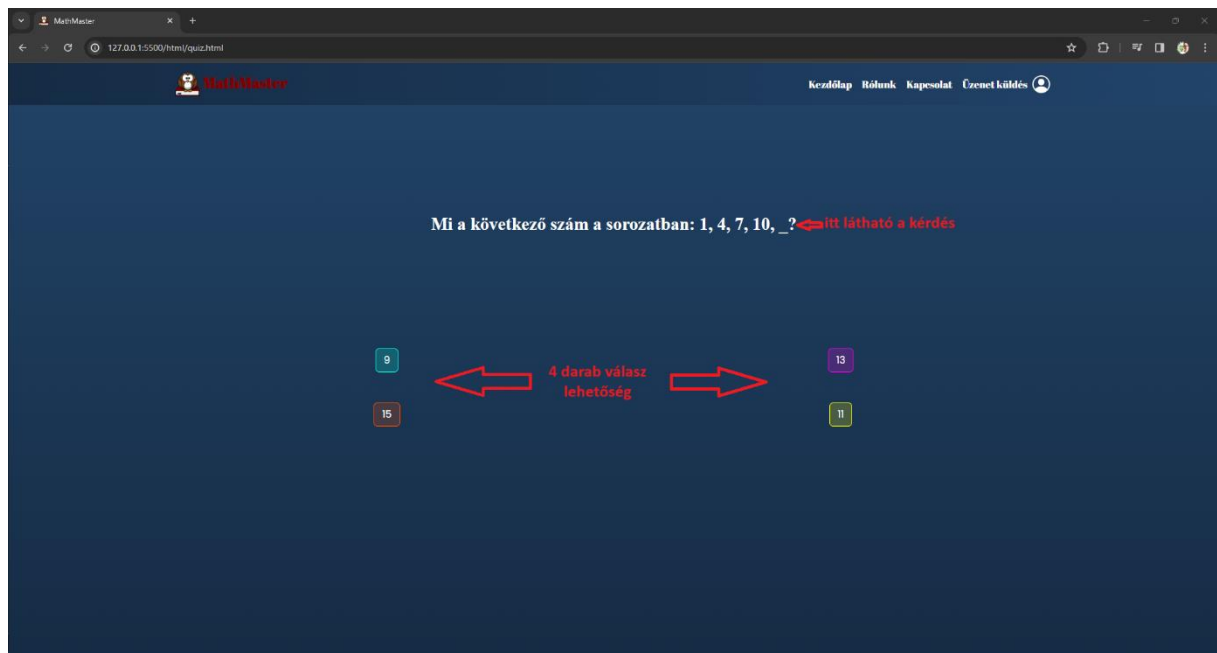 MathMaster
127.0.0.1:5500/html/quiz.html
MathMaster
Kezdőlap Rólunk Kapcsolat Üzenet küldés
Mi a következő szám a sorozatban: 1, 4, 7, 10, _?
itt látható a kérdés
9
13
4 darab válasz
lehetőség
15
11